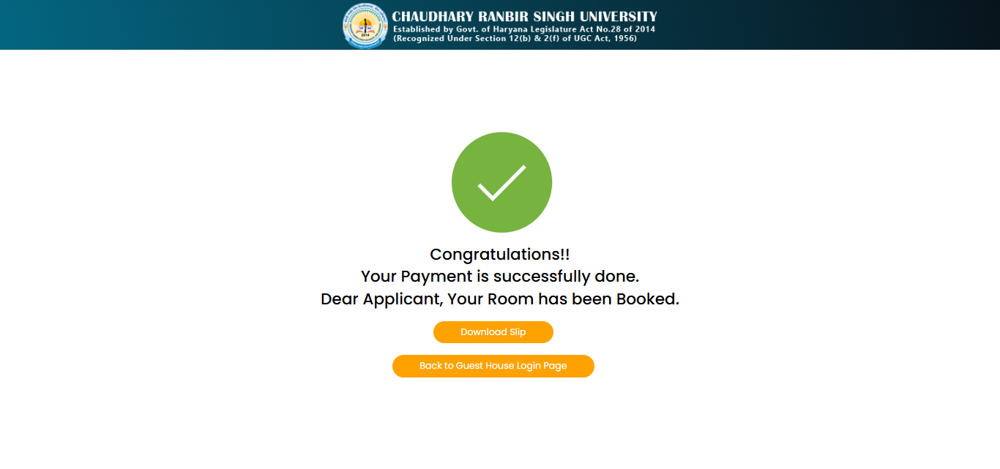 CHAUDHARY RANBIR SINGH UNIVERSITY
Established by Govt. of Haryana Legislature Act No.28 of 2014
(Recognized Under Section 12(b) & 2(f) of UGC Act, 1956)
2014
Congratulations!!
Your Payment is successfully done.
Dear Applicant, Your Room has been Booked.
Download Slip
Back to Guest House Login Page